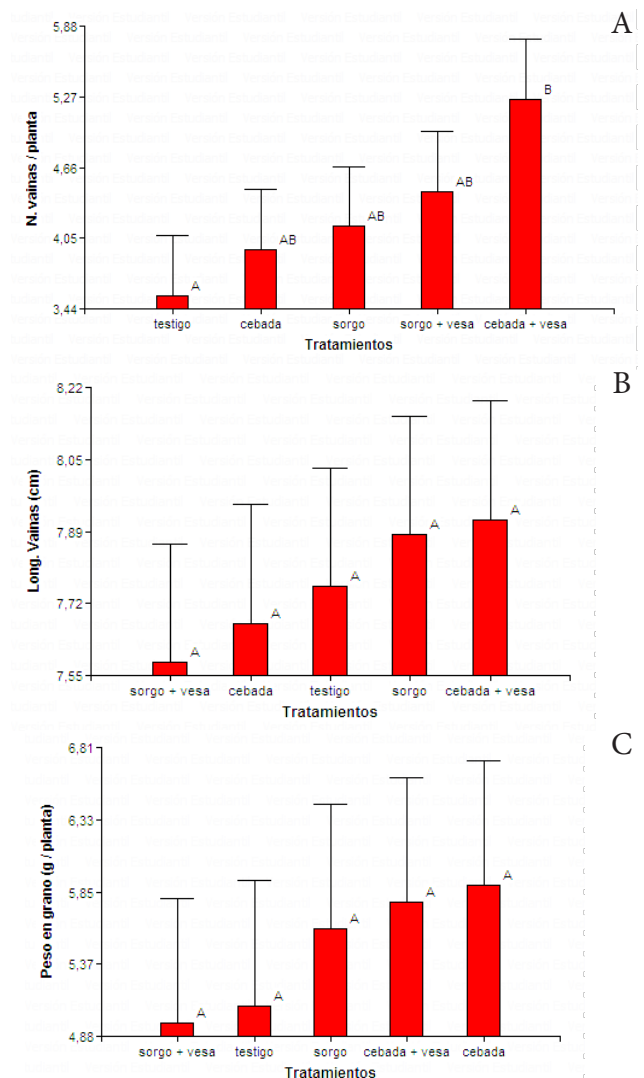 A
5,88
5,27
4,66
4,05
3,44
N. vainas / planta
A
AB
AB
AB
B
testigo
cebada
sorgo
sorgo + vesa
cebada + vesa
Tratamientos
B
8,22
8,05
7,89
7,72
7,55
Long. Vainas (cm)
A
A
A
A
A
sorgo + vesa
cebada
testigo
sorgo
cebada + vesa
Tratamientos
C
6,81
6,33
5,85
5,37
4,88
Peso en grano (g / planta)
A
A
A
A
A
sorgo + vesa
testigo
sorgo
cebada + vesa
cebada
Tratamientos